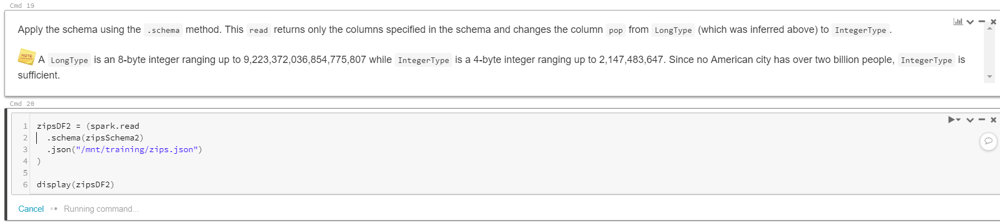 Cmd 19
Apply the schema using the .schema method. This read returns only the columns specified in the schema and changes the column pop from LongType (which was inferred above) to IntegerType.
NOTE A LongType is an 8-byte integer ranging up to 9,223,372,036,854,775,807 while IntegerType is a 4-byte integer ranging up to 2,147,483,647. Since no American city has over two billion people, IntegerType is
sufficient.
Cmd 20
1 zipsDF2 = (spark.read
2   .schema(zipsSchema2)
3   .json("/mnt/training/zips.json")
4 )
5
6 display(zipsDF2)
Cancel Running command...